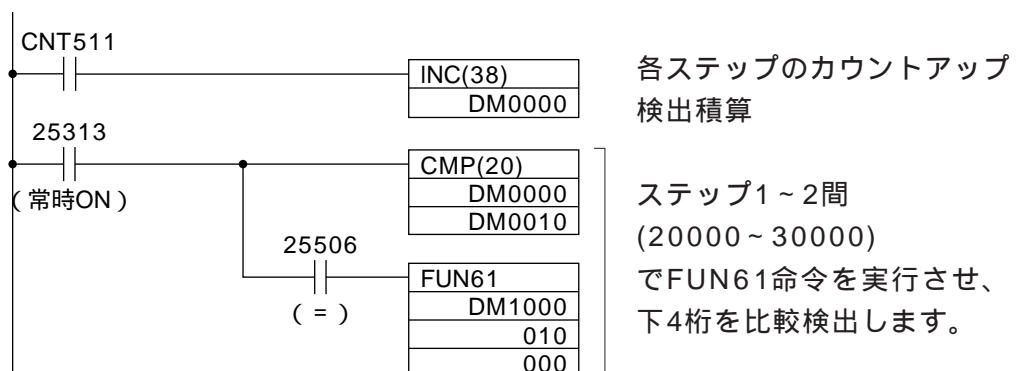 CNT511
INC(38)
DM0000
各ステップのカウントアップ
検出積算
25313
(常時ON)
CMP(20)
DM0000
DM0010
ステップ1~2間
(20000~30000)
でFUN61命令を実行させ、
下4桁を比較検出します。
25506
(=)
FUN61
DM1000
010
000